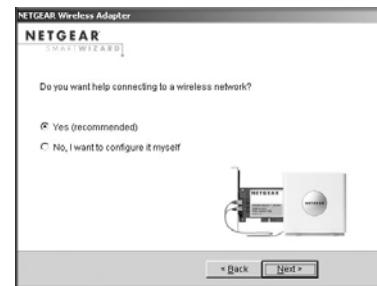 NETGEAR Wireless Adapter
NETGEAR
SMARTWIZARD
Do you want help connecting to a wireless network?
Yes (recommended)
No, I want to configure it myself
NETGEAR
NETGEAR
< Back
Next >